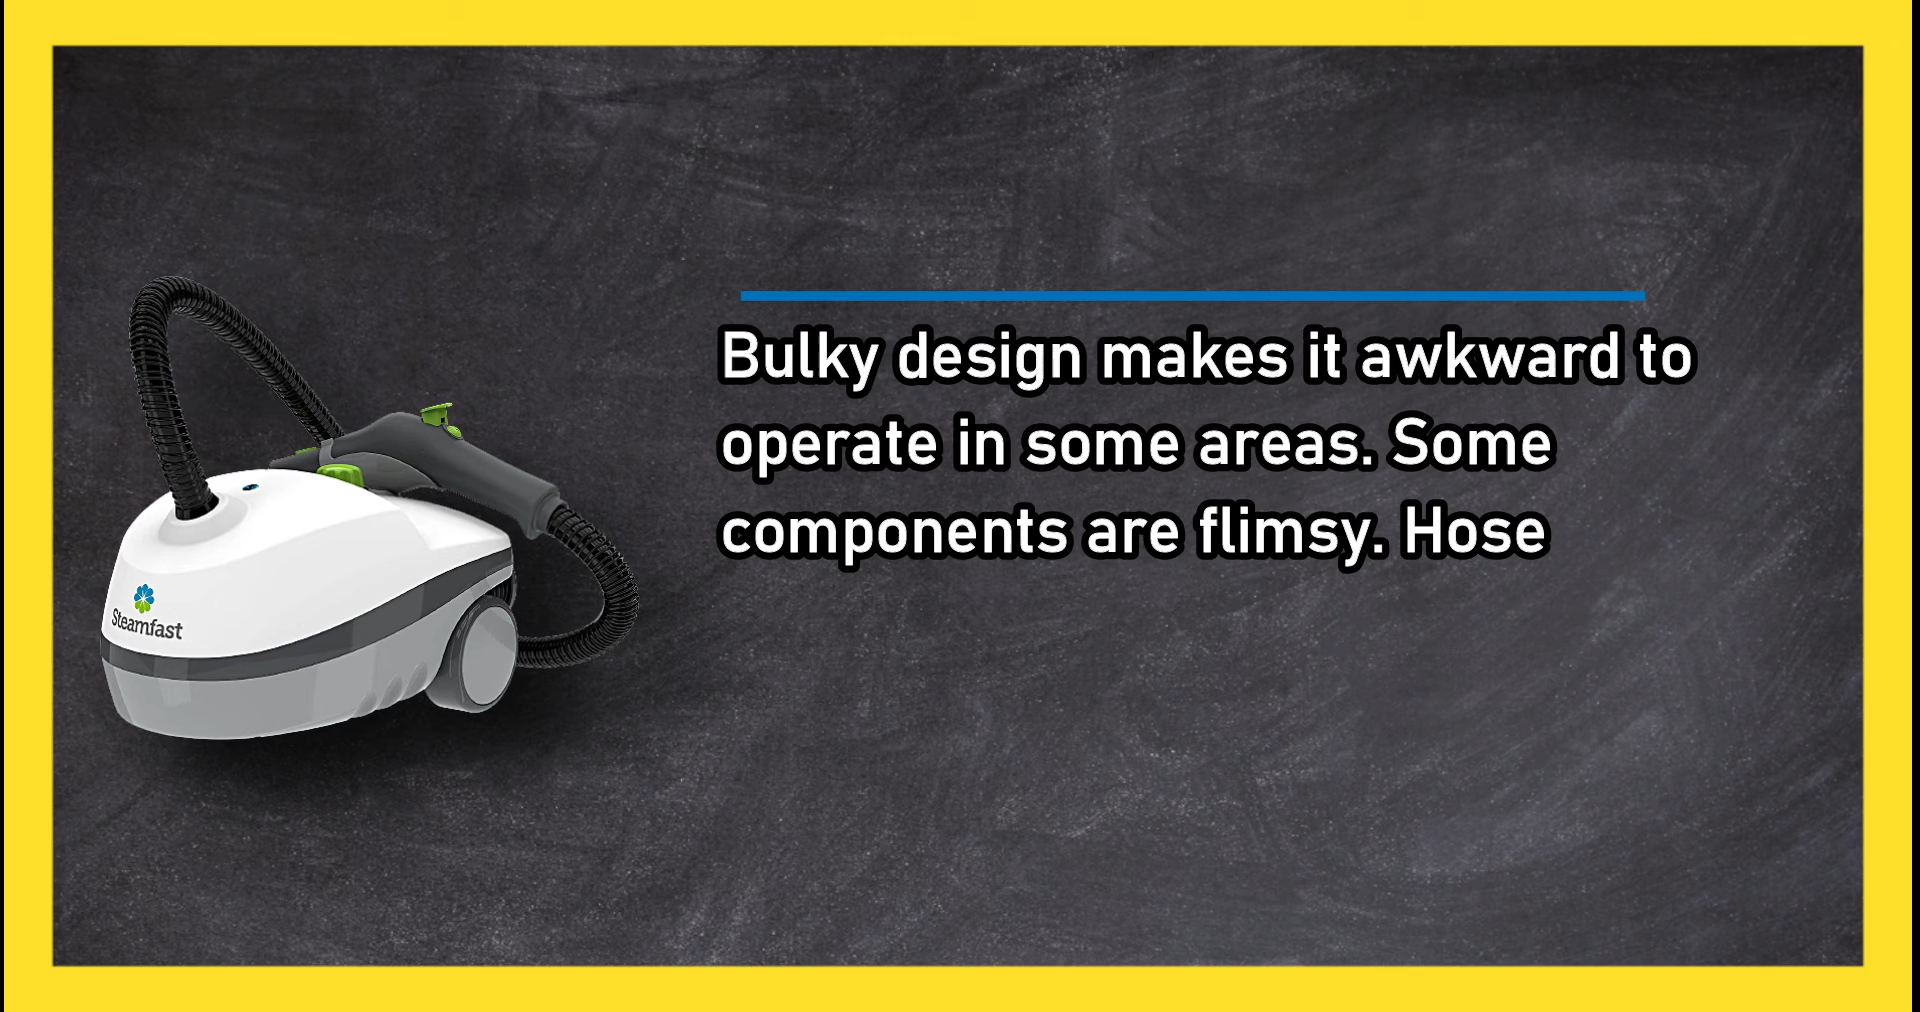 Bulky design makes it awkward to
operate in some areas. Some
components are flimsy. Hose
Steamfast